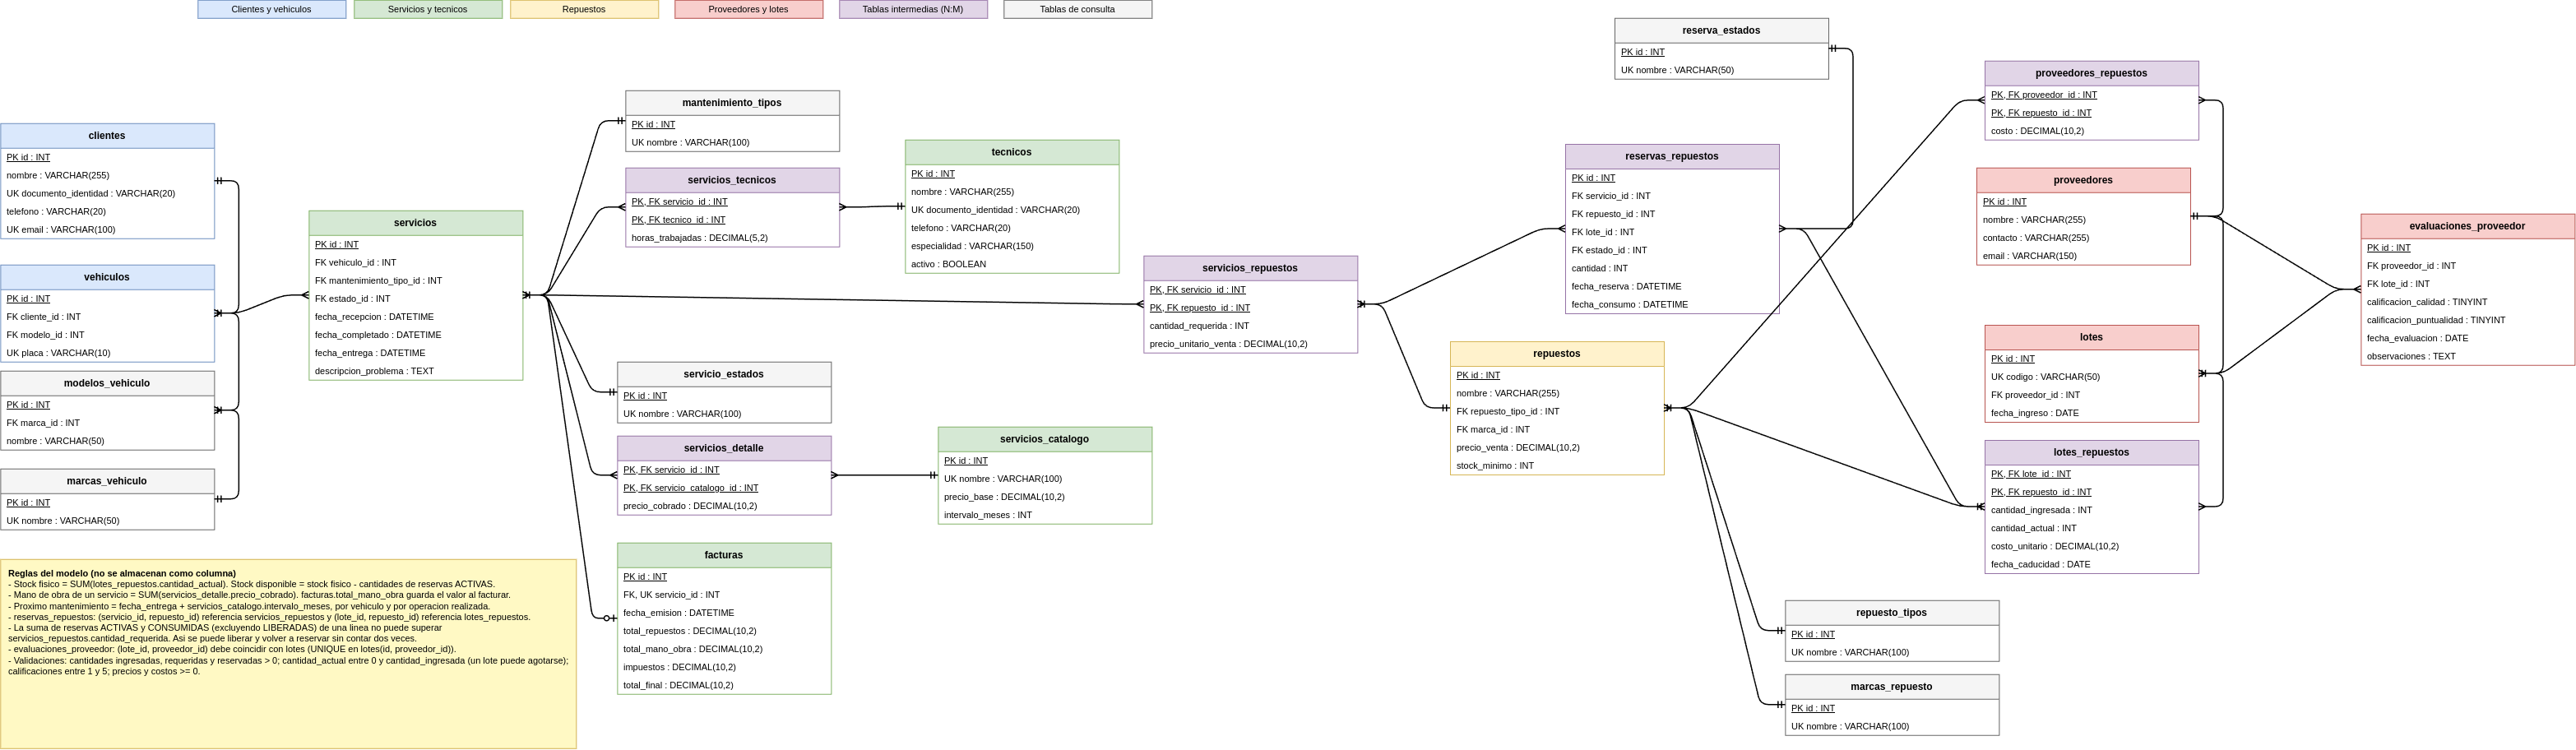 Clientes y vehiculos
Servicios y tecnicos
Repuestos
Proveedores y lotes
Tablas intermedias (N:M)
Tablas de consulta
clientes
PK id : INT
nombre : VARCHAR(255)
UK documento_identidad : VARCHAR(20)
telefono : VARCHAR(20)
UK email : VARCHAR(100)
vehiculos
PK id : INT
FK cliente_id : INT
FK modelo_id : INT
UK placa : VARCHAR(10)
modelos_vehiculo
PK id : INT
FK marca_id : INT
nombre : VARCHAR(50)
marcas_vehiculo
PK id : INT
UK nombre : VARCHAR(50)
servicios
PK id : INT
FK vehiculo_id : INT
FK mantenimiento_tipo_id : INT
FK estado_id : INT
fecha_recepcion : DATETIME
fecha_completado : DATETIME
fecha_entrega : DATETIME
descripcion_problema : TEXT
mantenimiento_tipos
PK id : INT
UK nombre : VARCHAR(100)
servicios_tecnicos
PK, FK servicio_id : INT
PK, FK tecnico_id : INT
horas_trabajadas : DECIMAL(5,2)
tecnicos
PK id : INT
nombre : VARCHAR(255)
UK documento_identidad : VARCHAR(20)
telefono : VARCHAR(20)
especialidad : VARCHAR(150)
activo : BOOLEAN
servicio_estados
PK id : INT
UK nombre : VARCHAR(100)
servicios_detalle
PK, FK servicio_id : INT
PK, FK servicio_catalogo_id : INT
precio_cobrado : DECIMAL(10,2)
servicios_catalogo
PK id : INT
UK nombre : VARCHAR(100)
precio_base : DECIMAL(10,2)
intervalo_meses : INT
facturas
PK id : INT
FK, UK servicio_id : INT
fecha_emision : DATETIME
total_repuestos : DECIMAL(10,2)
total_mano_obra : DECIMAL(10,2)
impuestos : DECIMAL(10,2)
total_final : DECIMAL(10,2)
servicios_repuestos
PK, FK servicio_id : INT
PK, FK repuesto_id : INT
cantidad_requerida : INT
precio_unitario_venta : DECIMAL(10,2)
reserva_estados
PK id : INT
UK nombre : VARCHAR(50)
reservas_repuestos
PK id : INT
FK servicio_id : INT
FK repuesto_id : INT
FK lote_id : INT
FK estado_id : INT
cantidad : INT
fecha_reserva : DATETIME
fecha_consumo : DATETIME
repuestos
PK id : INT
nombre : VARCHAR(255)
FK repuesto_tipo_id : INT
FK marca_id : INT
precio_venta : DECIMAL(10,2)
stock_minimo : INT
proveedores_repuestos
PK, FK proveedor_id : INT
PK, FK repuesto_id : INT
costo : DECIMAL(10,2)
proveedores
PK id : INT
nombre : VARCHAR(255)
contacto : VARCHAR(255)
email : VARCHAR(150)
lotes
PK id : INT
UK codigo : VARCHAR(50)
FK proveedor_id : INT
fecha_ingreso : DATE
lotes_repuestos
PK, FK lote_id : INT
PK, FK repuesto_id : INT
cantidad_ingresada : INT
cantidad_actual : INT
costo_unitario : DECIMAL(10,2)
fecha_caducidad : DATE
evaluaciones_proveedor
PK id : INT
FK proveedor_id : INT
FK lote_id : INT
calificacion_calidad : TINYINT
calificacion_puntualidad : TINYINT
fecha_evaluacion : DATE
observaciones : TEXT
repuesto_tipos
PK id : INT
UK nombre : VARCHAR(100)
marcas_repuesto
PK id : INT
UK nombre : VARCHAR(100)
Reglas del modelo (no se almacenan como columna)
- Stock fisico = SUM(lotes_repuestos.cantidad_actual). Stock disponible = stock fisico - cantidades de reservas ACTIVAS.
- Mano de obra de un servicio = SUM(servicios_detalle.precio_cobrado). facturas.total_mano_obra guarda el valor al facturar.
- Proximo mantenimiento = fecha_entrega + servicios_catalogo.intervalo_meses, por vehiculo y por operacion realizada.
- reservas_repuestos: (servicio_id, repuesto_id) referencia servicios_repuestos y (lote_id, repuesto_id) referencia lotes_repuestos.
- La suma de reservas ACTIVAS y CONSUMIDAS (excluyendo LIBERADAS) de una linea no puede superar
servicios_repuestos.cantidad_requerida. Asi se puede liberar y volver a reservar sin contar dos veces.
- evaluaciones_proveedor: (lote_id, proveedor_id) debe coincidir con lotes (UNIQUE en lotes(id, proveedor_id)).
- Validaciones: cantidades ingresadas, requeridas y reservadas > 0; cantidad_actual entre 0 y cantidad_ingresada (un lote puede agotarse);
calificaciones entre 1 y 5; precios y costos >= 0.